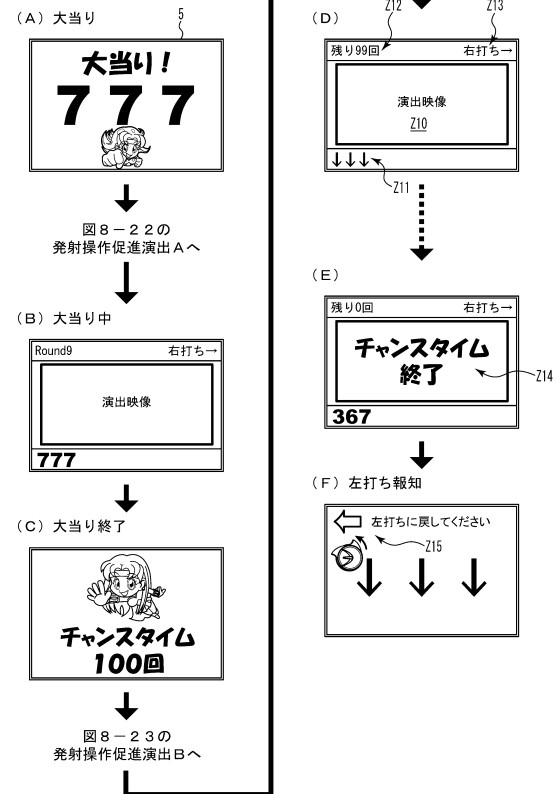 （Ａ）大当り
5
大当り！
７７７
図８－２２の
発射操作促進演出Ａへ
（Ｂ）大当り中
Round9 右打ち→
演出映像
777
（Ｃ）大当り終了
チャンスタイム
100回
図８－２３の
発射操作促進演出Ｂへ
（Ｄ）
Z12 Z13
残り99回 右打ち→
演出映像
Z10
↓↓↓
Z11
（Ｅ）
残り0回 右打ち→
チャンスタイム
終了
Z14
367
（Ｆ）左打ち報知
左打ちに戻してください
Z15